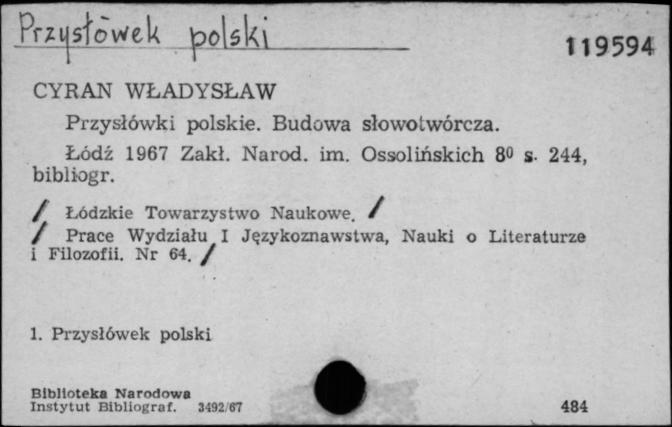 Przysłówek polski
119594
CYRAN WŁADYSŁAW
Przysłówki polskie. Budowa słowotwórcza.
Łódź 1967 Zakł. Narod. im. Ossolińskich 8⁰ s. 244,
bibliogr.
/ Łódzkie Towarzystwo Naukowe. /
/ Prace Wydziału I Językoznawstwa, Nauki o Literaturze
i Filozofii. Nr 64. /
1. Przysłówek polski
Biblioteka Narodowa
Instytut Bibliograf. 3492/67
484